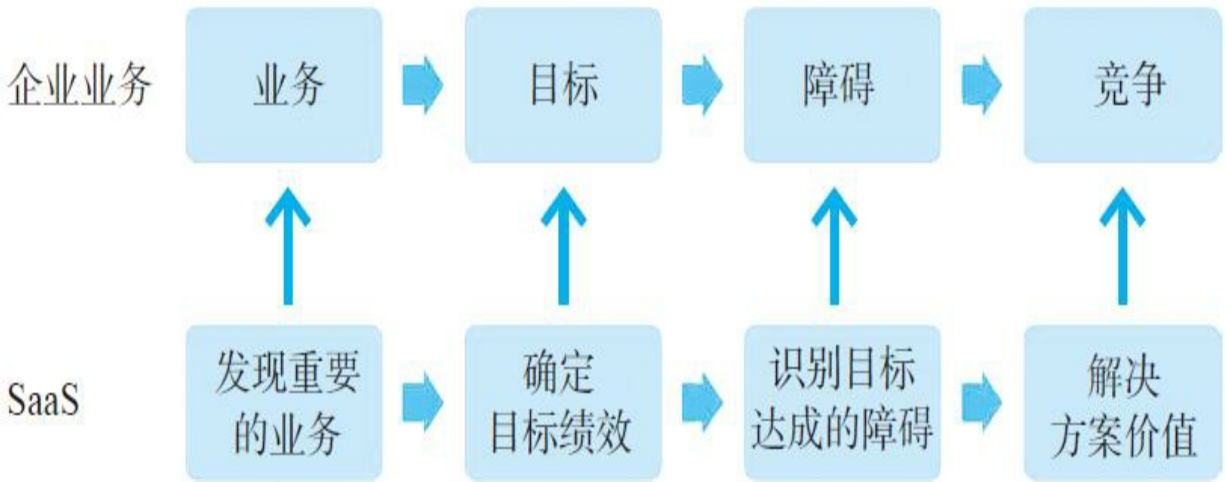 企业业务
业务
目标
障碍
竞争
SaaS
发现重要
的业务
确定
目标绩效
识别目标
达成的障碍
解决
方案价值